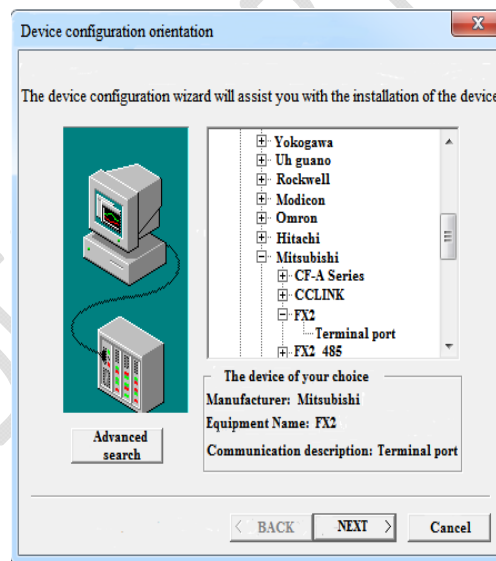 Device configuration orientation
X
The device configuration wizard will assist you with the installation of the device
Yokogawa
Uh guano
Rockwell
Modicon
Omron
Hitachi
Mitsubishi
CF-A Series
CCLINK
FX2
Terminal port
FX2 485
The device of your choice
Manufacturer: Mitsubishi
Equipment Name: FX2
Communication description: Terminal port
Advanced
search
< BACK
NEXT >
Cancel